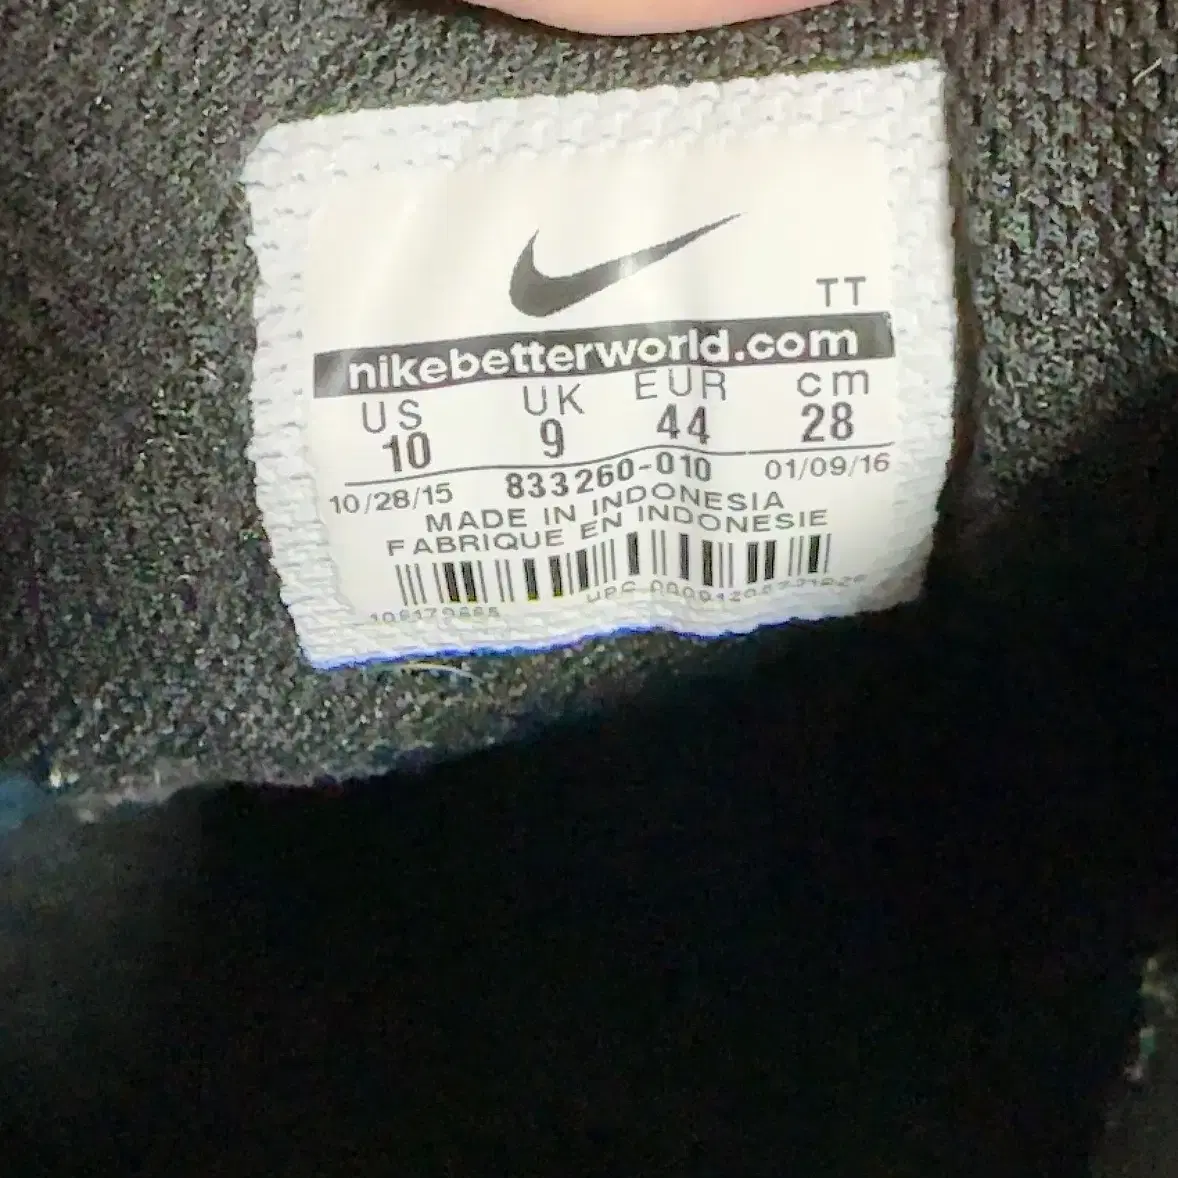 TT
nikebetterworld.com
US UK EUR cm
10 9 44 28
10/28/15 833260-010 01/09/16
MADE IN INDONESIA
FABRIQUE EN INDONESIE
UPC